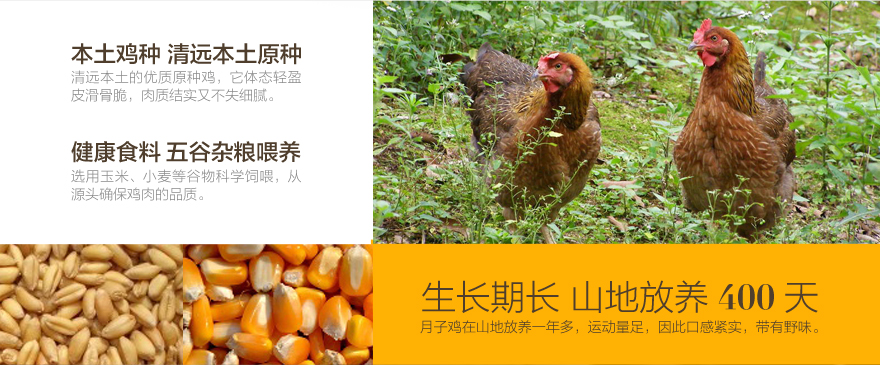 本土鸡种 清远本土原种
清远本土的优质原种鸡，它体态轻盈
皮滑骨脆，肉质结实又不失细腻。
健康食料 五谷杂粮喂养
选用玉米、小麦等谷物科学饲喂，从
源头确保鸡肉的品质。
生长期长 山地放养 400 天
月子鸡在山地放养一年多，运动量足，因此口感紧实，带有野味。